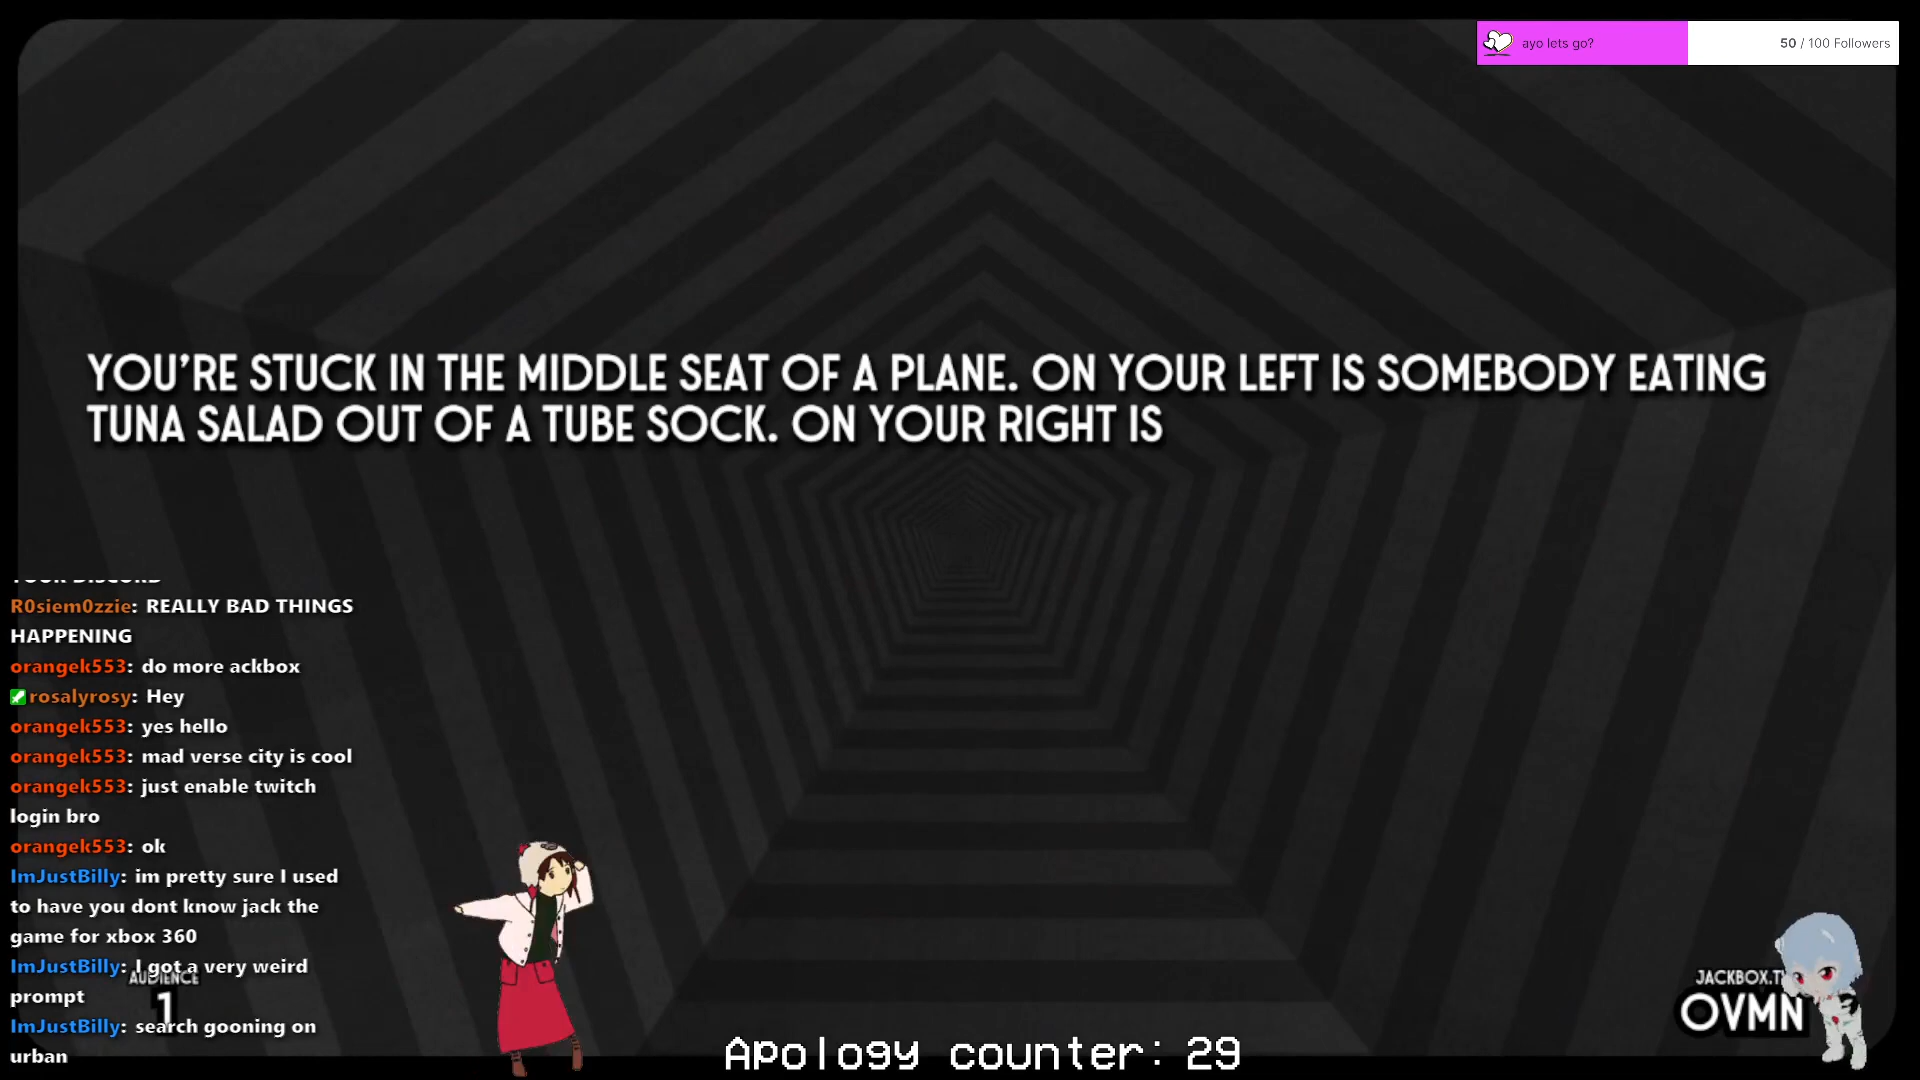 ayo lets go?
50 / 100 Followers
YOU'RE STUCK IN THE MIDDLE SEAT OF A PLANE. ON YOUR LEFT IS SOMEBODY EATING
TUNA SALAD OUT OF A TUBE SOCK. ON YOUR RIGHT IS
YOUR DISCORD
R0siem0zzie: REALLY BAD THINGS
HAPPENING
orangek553: do more ackbox
rosalyrosy: Hey
orangek553: yes hello
orangek553: mad verse city is cool
orangek553: just enable twitch
login bro
orangek553: ok
ImJustBilly: im pretty sure I used
to have you dont know jack the
game for xbox 360
ImJustBilly: I got a very weird
prompt
ImJustBilly: search gooning on
urban
AUDIENCE
1
JACKBOX.T
OVMN
Apology counter: 29